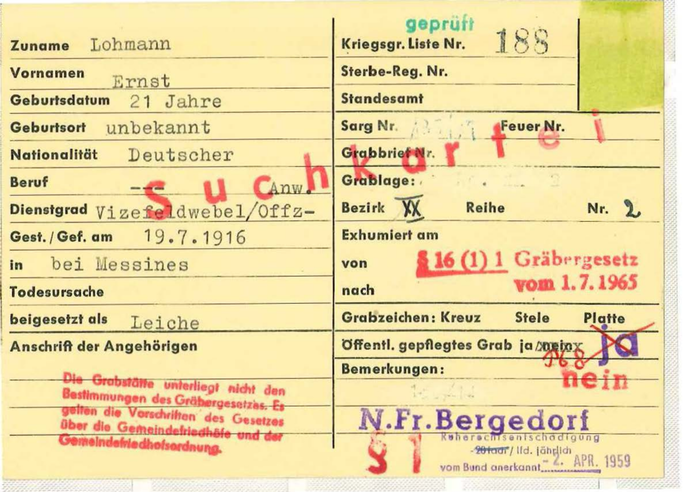 geprüft
Zuname Lohmann
Vornamen Ernst
Geburtsdatum 21 Jahre
Geburtsort unbekannt
Nationalität Deutscher
Beruf --- Anw.
Dienstgrad Vizefeldwebel/Offz-
Gest./Gef. am 19.7.1916
in bei Messines
Todesursache
beigesetzt als Leiche
Anschrift der Angehörigen
Die Grabstätte unterliegt nicht den
Bestimmungen des Gräbergesetzes. Es
gelten die Vorschriften des Gesetzes
über die Gemeindefriedhöfe und der
Gemeindefriedhofsordnung.
Suchkartei
Kriegsgr. Liste Nr. 188
Sterbe-Reg. Nr.
Standesamt
Sarg Nr. Feuer Nr.
Grabbrief Nr.
Grablage:
Bezirk XX Reihe Nr. 2
Exhumiert am
von
nach
§ 16 (1) 1 Gräbergesetz
vom 1.7.1965
Grabzeichen: Kreuz Stele Platte
Öffentl. gepflegtes Grab ja/nein
ja
Bemerkungen:
nein
N.Fr.Bergedorf
Ruherechtsentschädigung
/ lfd. jährlich
vom Bund anerkannt -2. APR. 1959
§ 1